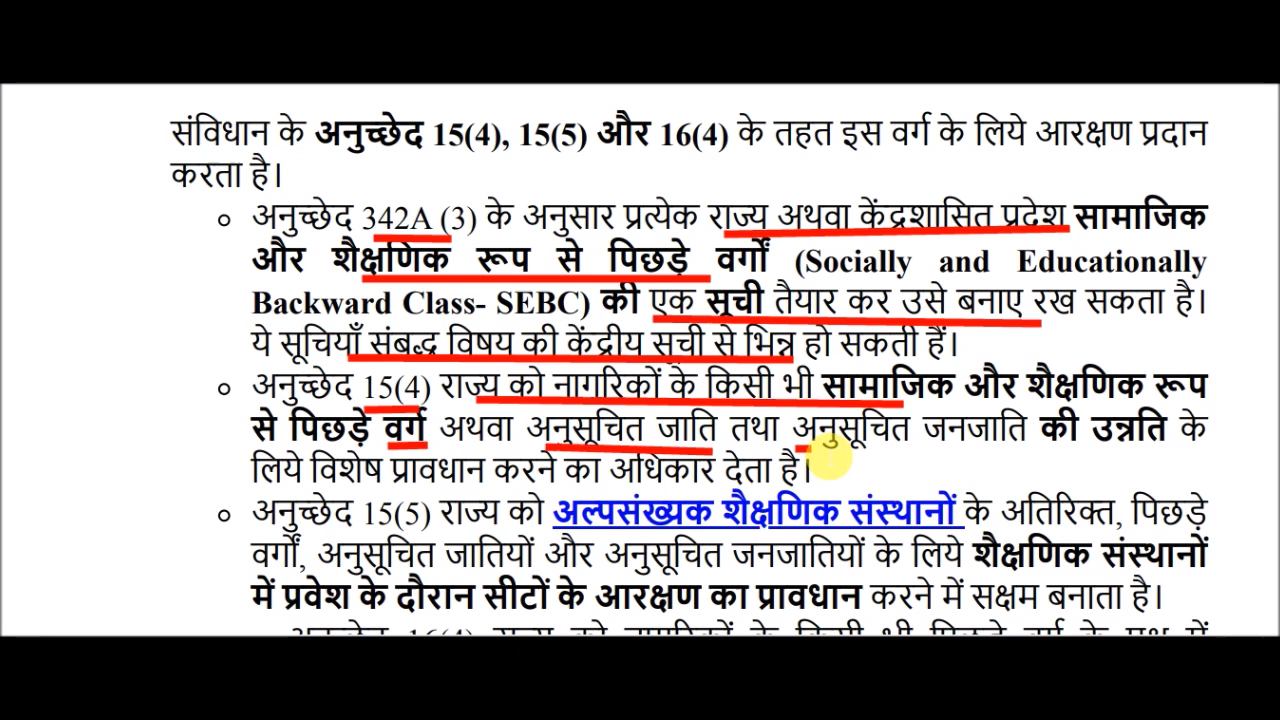 संविधान के अनुच्छेद 15(4), 15(5) और 16(4) के तहत इस वर्ग के लिये आरक्षण प्रदान
करता है।
○ अनुच्छेद 342A (3) के अनुसार प्रत्येक राज्य अथवा केंद्रशासित प्रदेश सामाजिक
और शैक्षणिक रूप से पिछड़े वर्गों (Socially and Educationally
Backward Class- SEBC) की एक सूची तैयार कर उसे बनाए रख सकता है।
ये सूचियाँ संबद्ध विषय की केंद्रीय सूची से भिन्न हो सकती हैं।
○ अनुच्छेद 15(4) राज्य को नागरिकों के किसी भी सामाजिक और शैक्षणिक रूप
से पिछड़े वर्ग अथवा अनुसूचित जाति तथा अनुसूचित जनजाति की उन्नति के
लिये विशेष प्रावधान करने का अधिकार देता है।
○ अनुच्छेद 15(5) राज्य को अल्पसंख्यक शैक्षणिक संस्थानों के अतिरिक्त, पिछड़े
वर्गों, अनुसूचित जातियों और अनुसूचित जनजातियों के लिये शैक्षणिक संस्थानों
में प्रवेश के दौरान सीटों के आरक्षण का प्रावधान करने में सक्षम बनाता है।